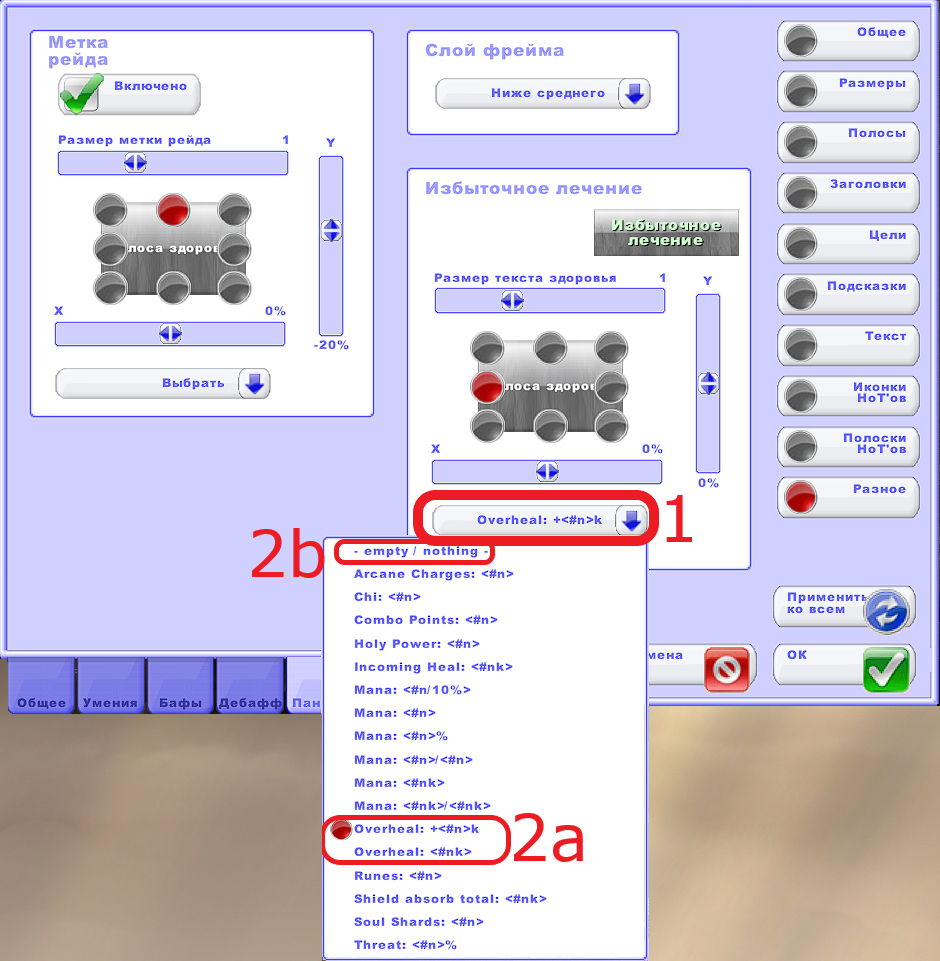 Метка
рейда
Включено
Размер метки рейда 1
Y
лоса здоров
X 0%
-20%
Выбрать
Слой фрейма
Ниже среднего
Избыточное лечение
Избыточное
лечение
Размер текста здоровья 1
Y
лоса здоров
X 0%
0%
Overheal: +<#n>k
1
2b
- empty / nothing -
Arcane Charges: <#n>
Chi: <#n>
Combo Points: <#n>
Holy Power: <#n>
Incoming Heal: <#nk>
Mana: <#n/10%>
Mana: <#n>
Mana: <#n>%
Mana: <#n>/<#n>
Mana: <#nk>
Mana: <#nk>/<#nk>
Overheal: +<#n>k
Overheal: <#nk>
2a
Runes: <#n>
Shield absorb total: <#nk>
Soul Shards: <#n>
Threat: <#n>%
Общее
Размеры
Полосы
Заголовки
Цели
Подсказки
Текст
Иконки
HoT'ов
Полоски
HoT'ов
Разное
Применить
ко всем
мена
OK
Общее Умения Бафы Дебафф Пан